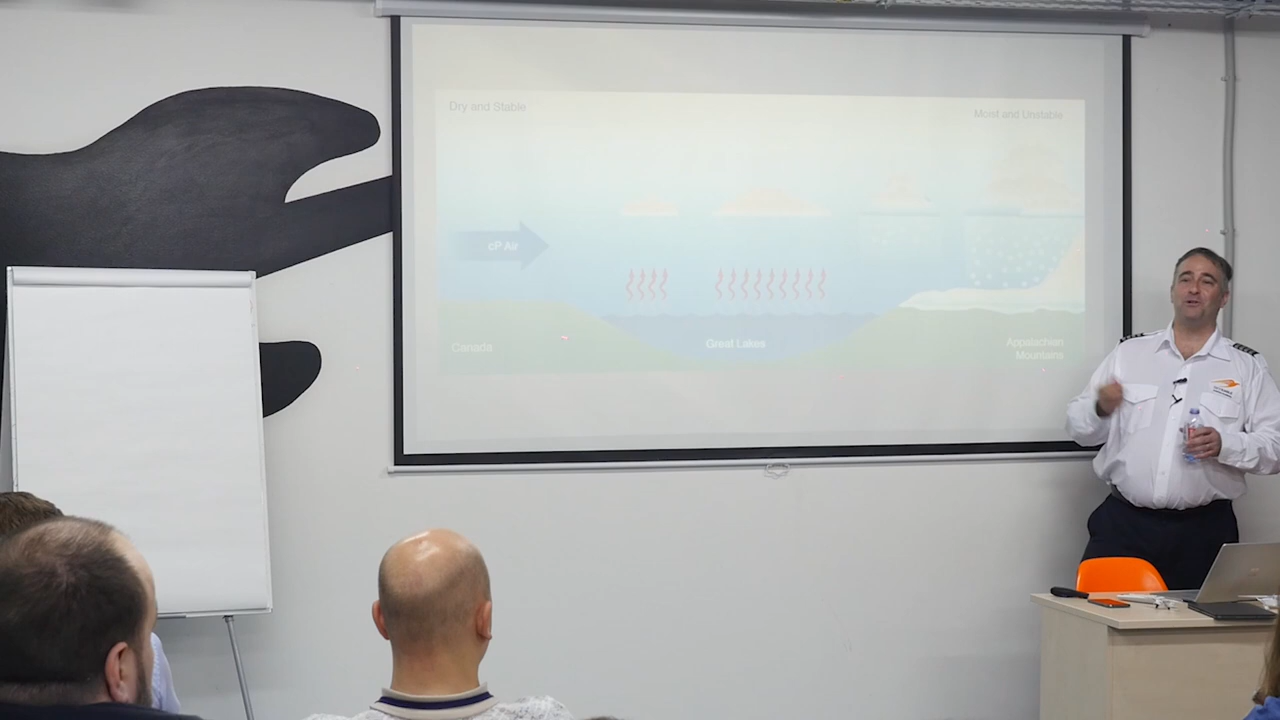 Dry and Stable
Moist and Unstable
cP Air
Canada
Great Lakes
Appalachian
Mountains